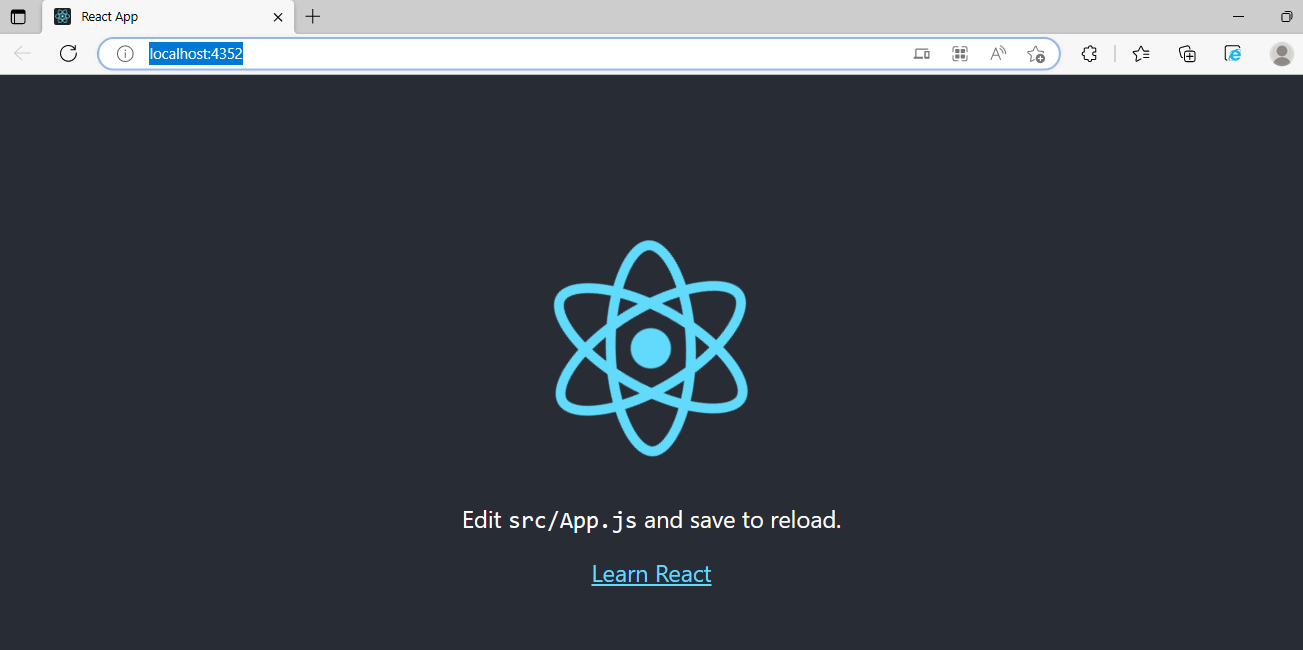 React App
localhost:4352
Edit src/App.js and save to reload.
Learn React